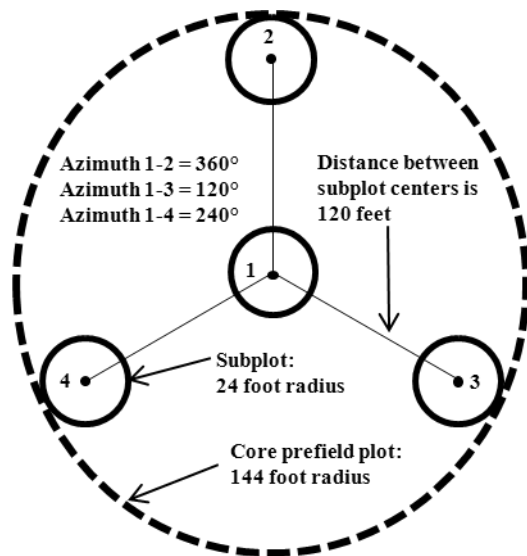 2
Azimuth 1-2 = 360°
Azimuth 1-3 = 120°
Azimuth 1-4 = 240°
Distance between
subplot centers is
120 feet
1
4
3
Subplot:
24 foot radius
Core prefield plot:
144 foot radius